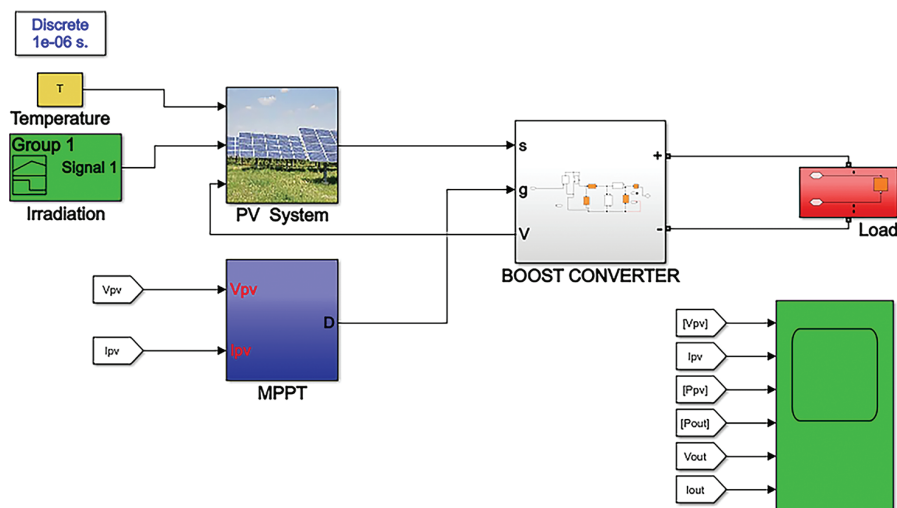 Discrete
1e-06 s.
T
Temperature
Group 1
Signal 1
Irradiation
PV System
s
g
V
+
-
BOOST CONVERTER
Load
Vpv
Ipv
Vpv
Ipv
D
MPPT
[Vpv]
Ipv
[Ppv]
[Pout]
Vout
Iout